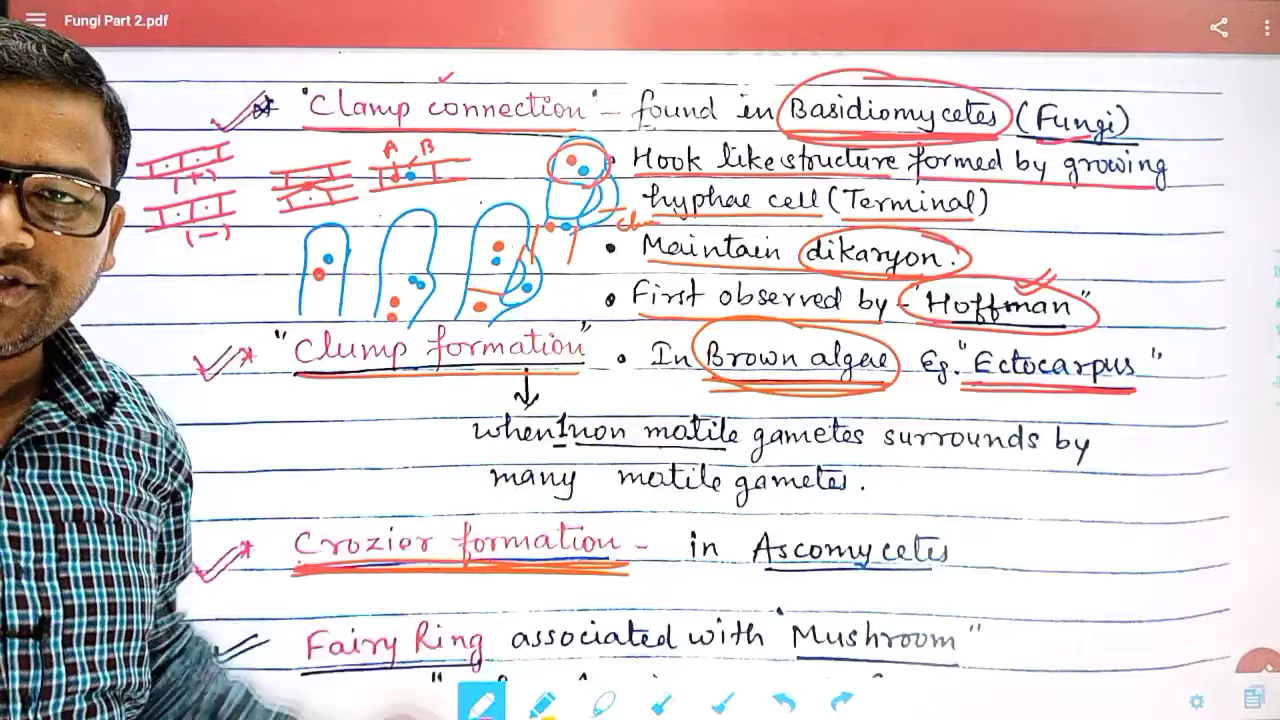 Fungi Part 2.pdf
"Clamp connection" - found in Basidiomycetes (Fungi)
A B
(+)
(-)
• Hook like structure formed by growing
hyphae cell (Terminal)
• Maintain dikaryon.
• First observed by - "Hoffman"
"Clump formation" • In Brown algae Eg. "Ectocarpus"
when 1 non motile gametes surrounds by
many motile gametes.
Crozier formation - in Ascomycetes
Fairy Ring associated with "Mushroom"